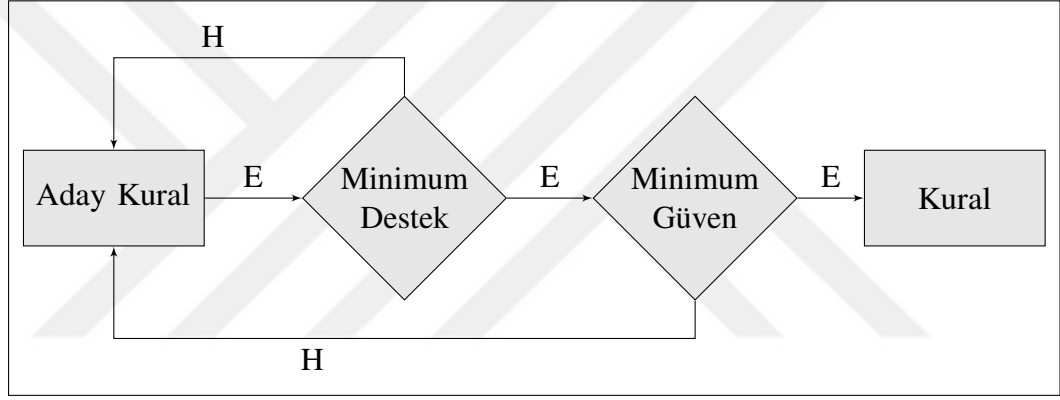 H
Aday Kural
E
Minimum
Destek
E
Minimum
Güven
E
Kural
H